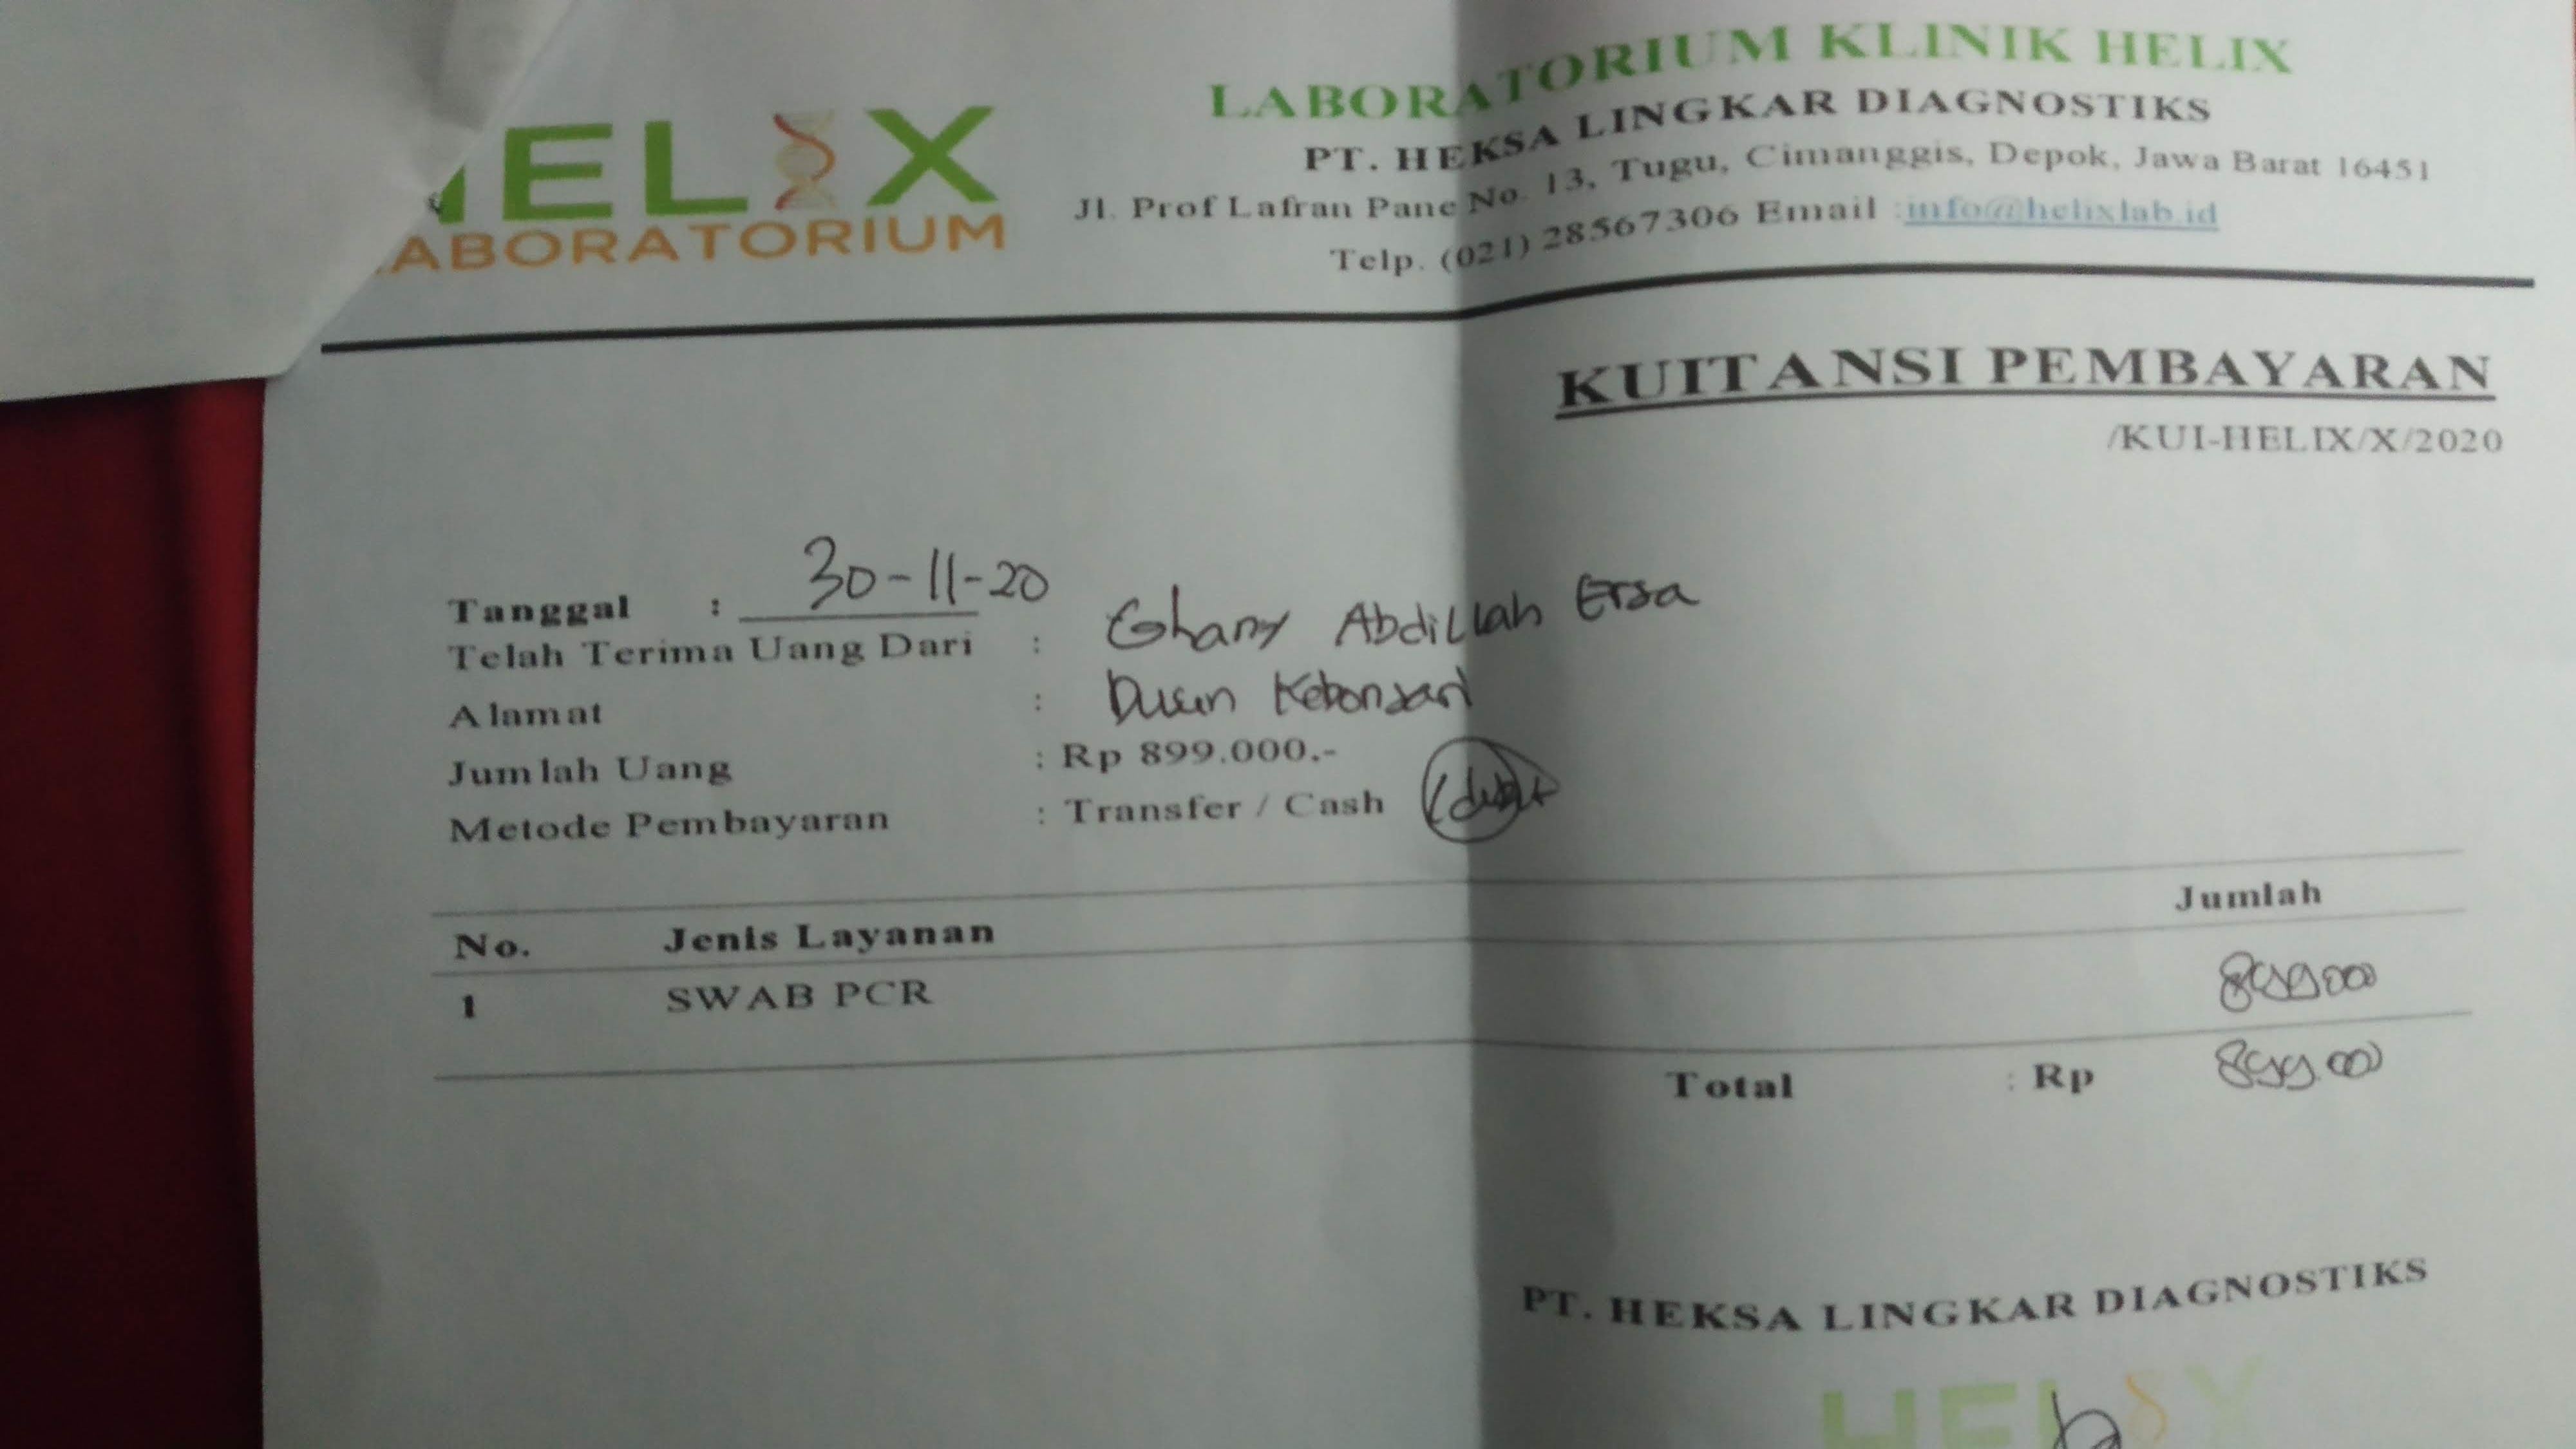 HELIX
LABORATORIUM
LABORATORIUM KLINIK HELIX
PT. HEKSA LINGKAR DIAGNOSTIKS
Jl. Prof Lafran Pane No. 13, Tugu, Cimanggis, Depok, Jawa Barat 16451
Telp. (021) 28567306 Email :info@helixlab.id
KUITANSI PEMBAYARAN
/KUI-HELIX/X/2020
Tanggal : 30-11-20
Telah Terima Uang Dari : Ghany Abdillah Ersa
Alamat : Dusun Kebonsari
Jumlah Uang : Rp 899.000.-
Metode Pembayaran : Transfer / Cash / debit
No. Jenis Layanan Jumlah
1 SWAB PCR 899000
Total : Rp 899.000
PT. HEKSA LINGKAR DIAGNOSTIKS
HELIX